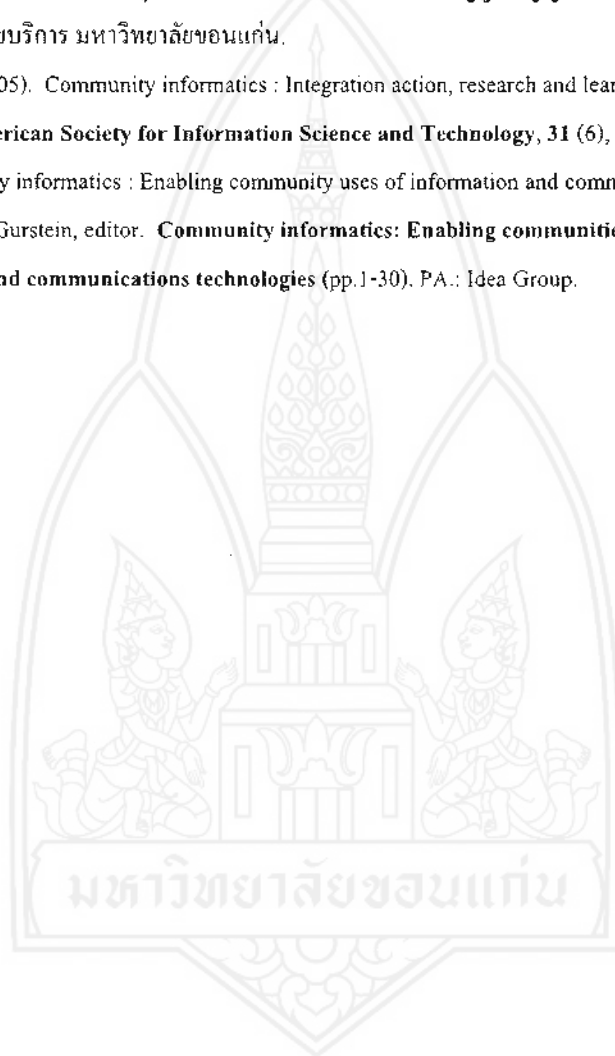 บริการ มหาวิทยาลัยขอนแก่น.
05). Community informatics : Integration action, research and lear
erican Society for Information Science and Technology, 31 (6),
y informatics : Enabling community uses of information and comm
Gurstein, editor. Community informatics: Enabling communitie
nd communications technologies (pp.1-30). PA.: Idea Group.
มหาวิทยาลัยขอนแก่น